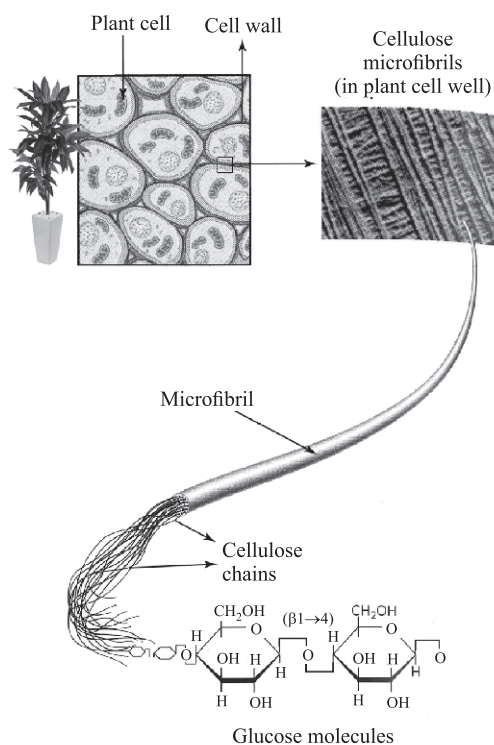 Plant cell
Cell wall
Cellulose
microfibrils
(in plant cell well)
Microfibril
Cellulose
chains
CH2OH
(β1→4)
CH2OH
H
O
H
O
O
OH
H
H
O
OH
H
H
O
H
H
H
OH
H
OH
Glucose molecules